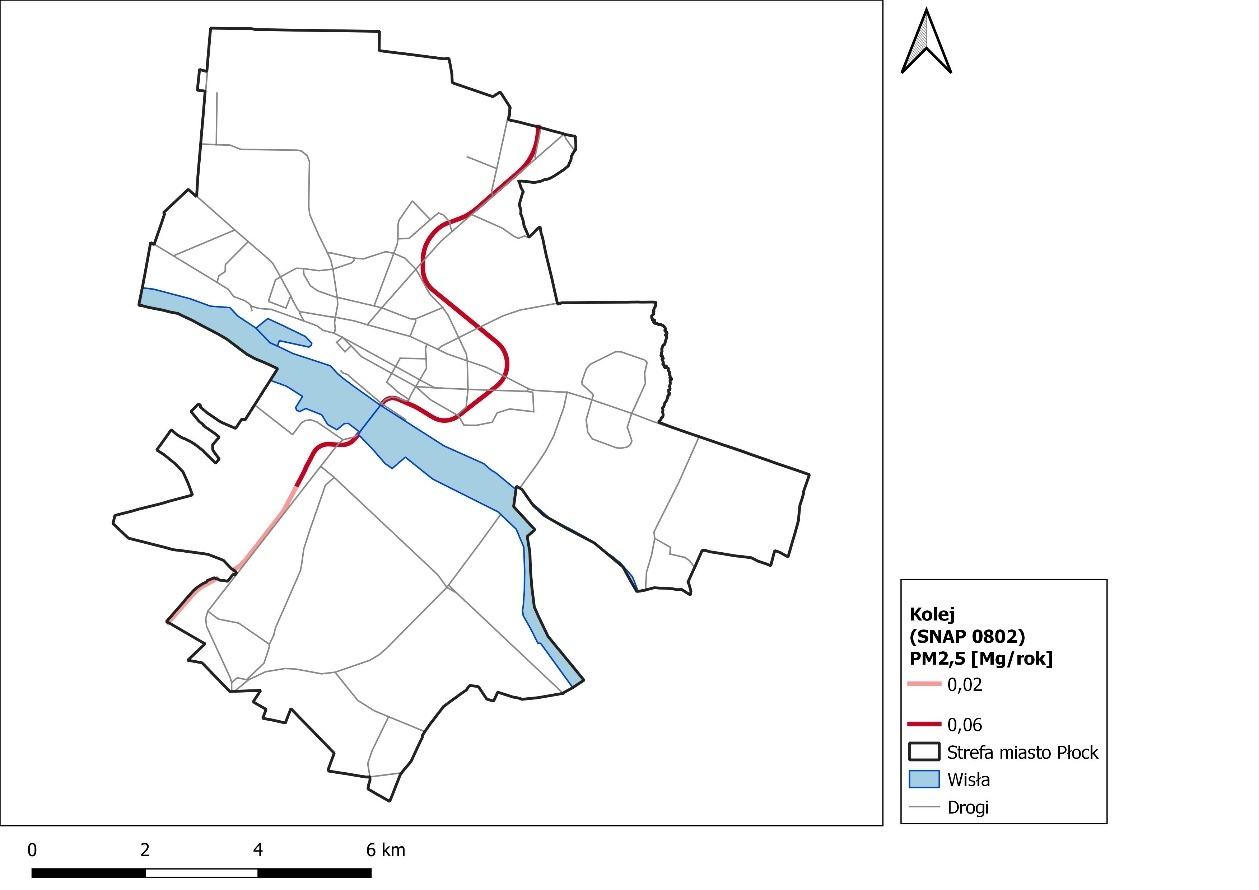 Kolej
(SNAP 0802)
PM2,5 [Mg/rok]
0,02
0,06
Strefa miasto Płock
Wisła
Drogi
0 2 4 6 km